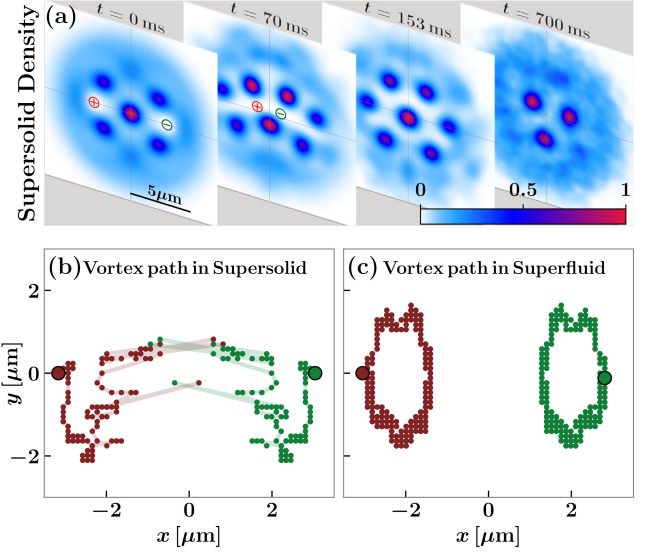 (a)
t = 0 ms
t = 70 ms
t = 153 ms
t = 700 ms
Supersolid Density
5μm
0 0.5 1
(b) Vortex path in Supersolid
(c) Vortex path in Superfluid
y [μm]
2
0
−2
−2 0 2
−2 0 2
x [μm]
x [μm]